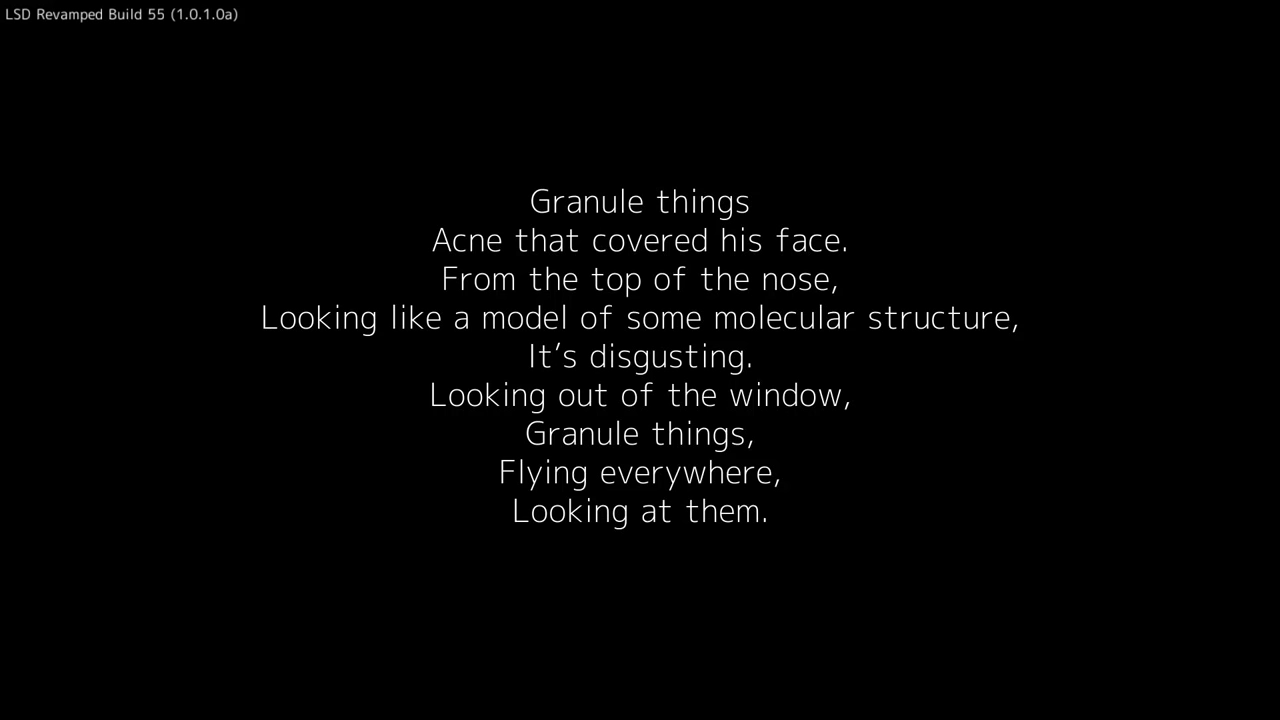 LSD Revamped Build 55 (1.0.1.0a)
Granule things
Acne that covered his face.
From the top of the nose,
Looking like a model of some molecular structure,
It’s disgusting.
Looking out of the window,
Granule things,
Flying everywhere,
Looking at them.